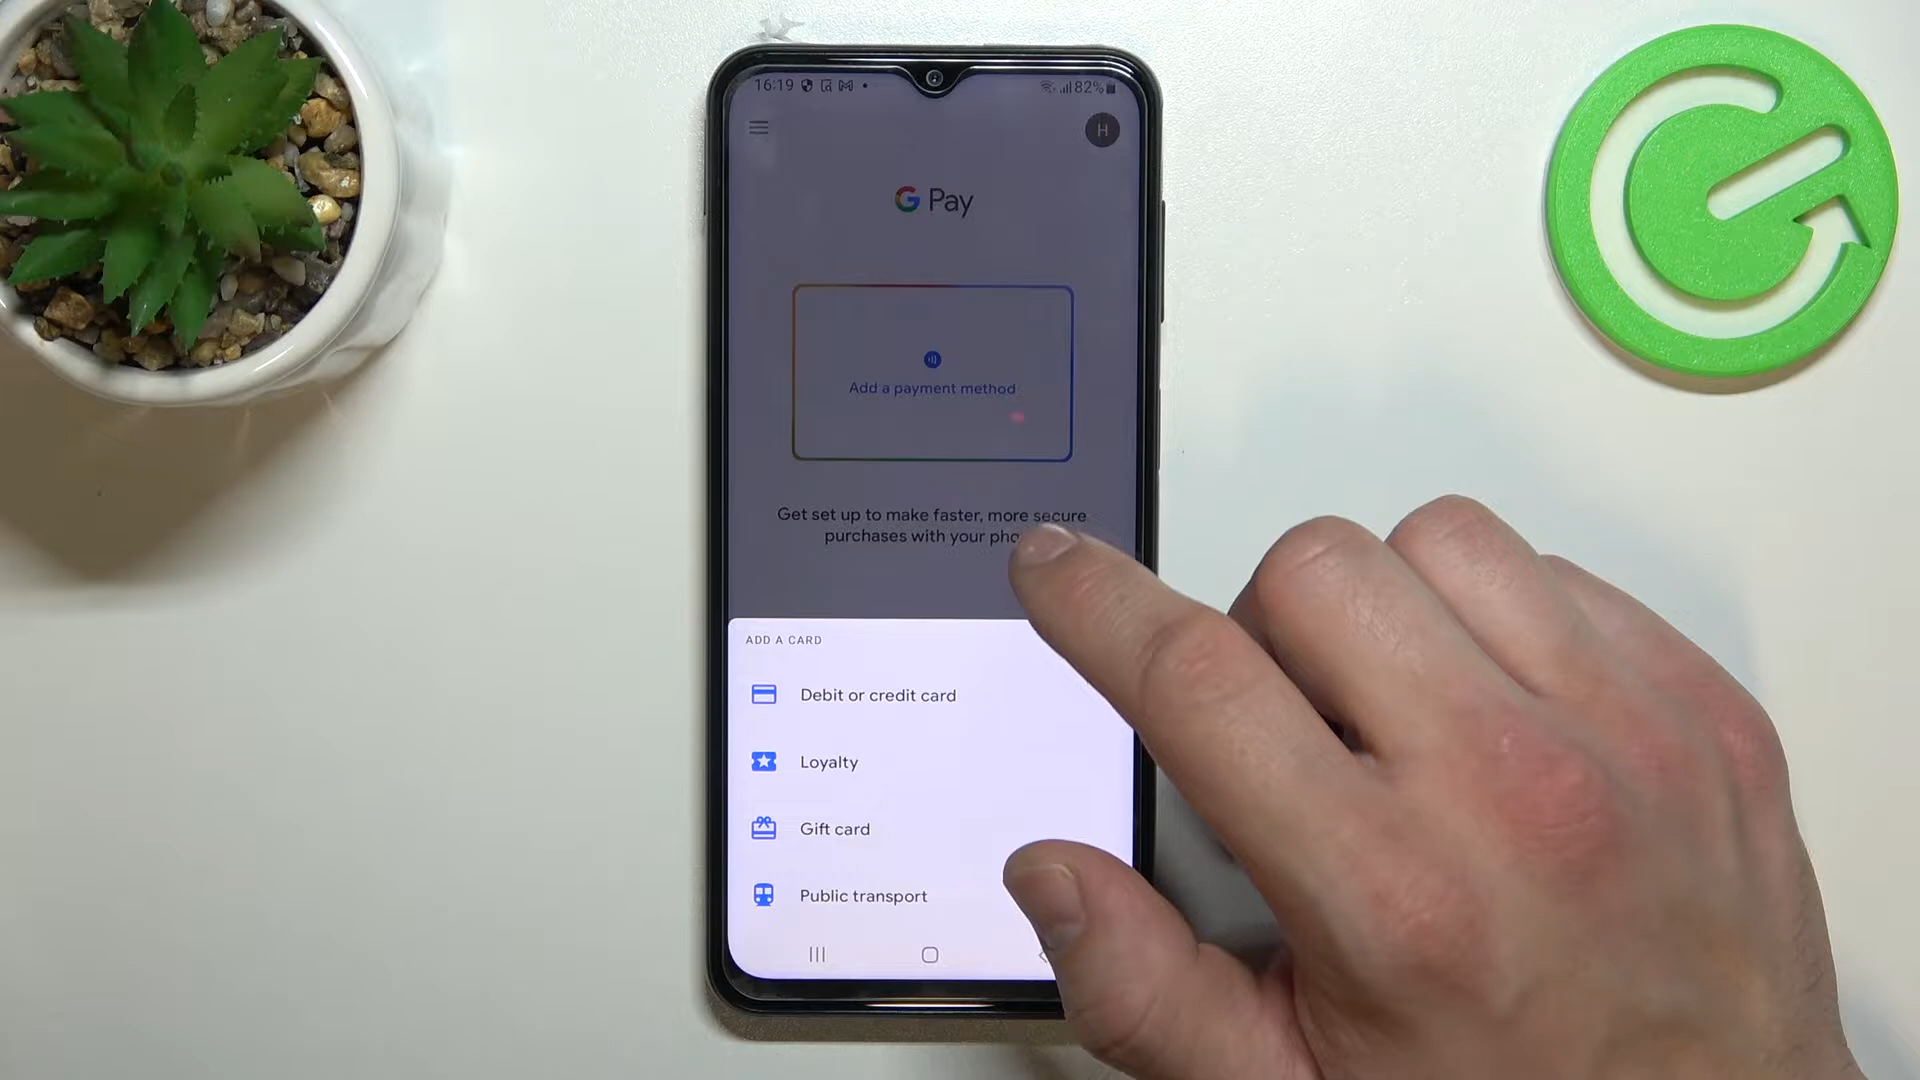 16:19
82%
H
G Pay
Add a payment method
Get set up to make faster, more secure
purchases with your pho
ADD A CARD
Debit or credit card
Loyalty
Gift card
Public transport